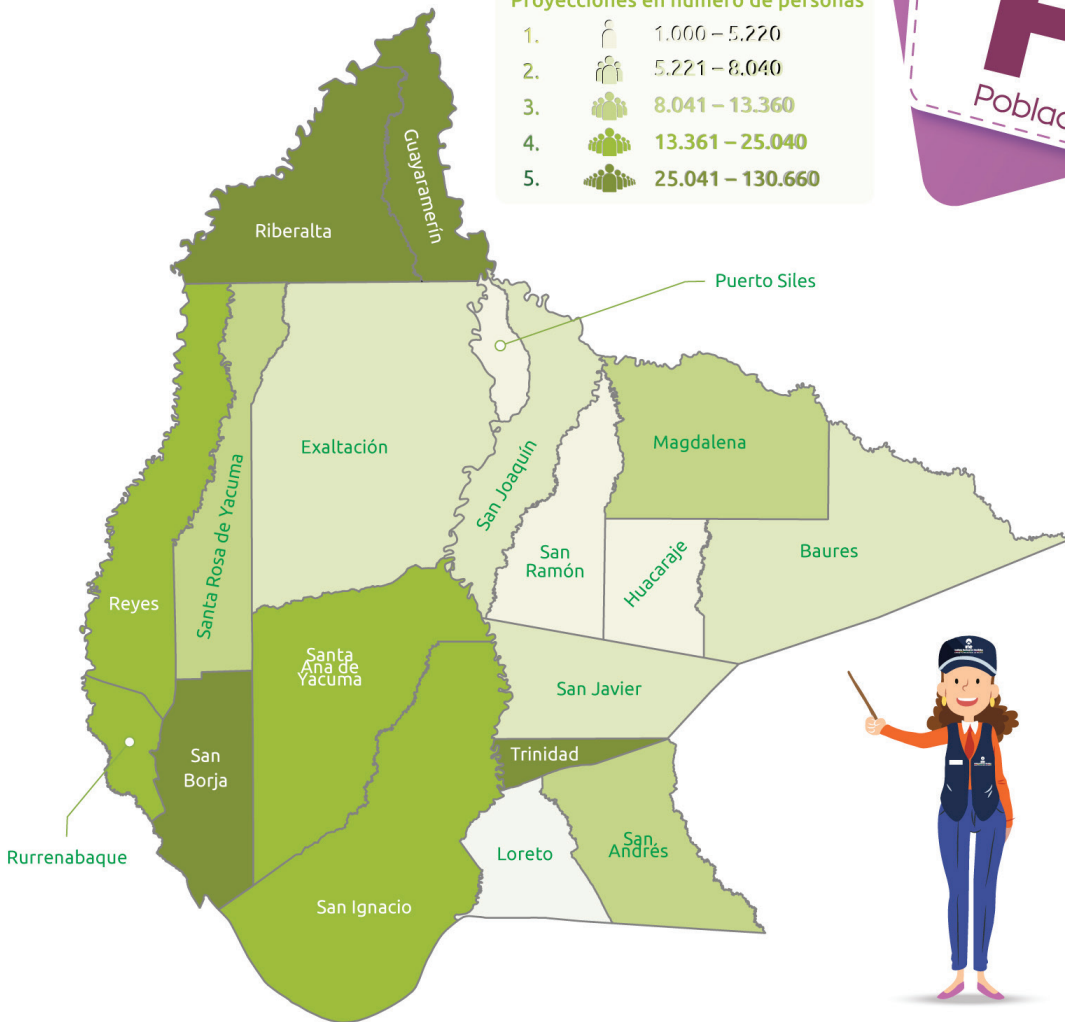 Proyecciones en número de personas
1. 1.000 – 5.220
2. 5.221 – 8.040
3. 8.041 – 13.360
4. 13.361 – 25.040
5. 25.041 – 130.660
Guayaramerín
Riberalta
Puerto Siles
Exaltación
Santa Rosa de Yacuma
San Joaquín
Magdalena
San
Ramón
Huacaraje
Baures
Reyes
Santa
Ana de
Yacuma
San Javier
San
Borja
Trinidad
Rurrenabaque
Loreto
San
Andrés
San Ignacio